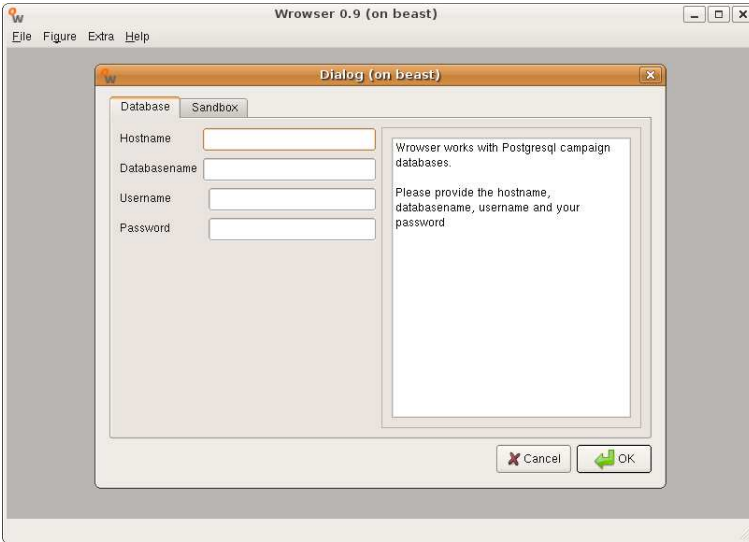 Wrowser 0.9 (on beast)
File Figure Extra Help
Dialog (on beast)
Database Sandbox
Hostname
Databasename
Username
Password
Wrowser works with Postgresql campaign
databases.
Please provide the hostname,
databasename, username and your
password
Cancel OK